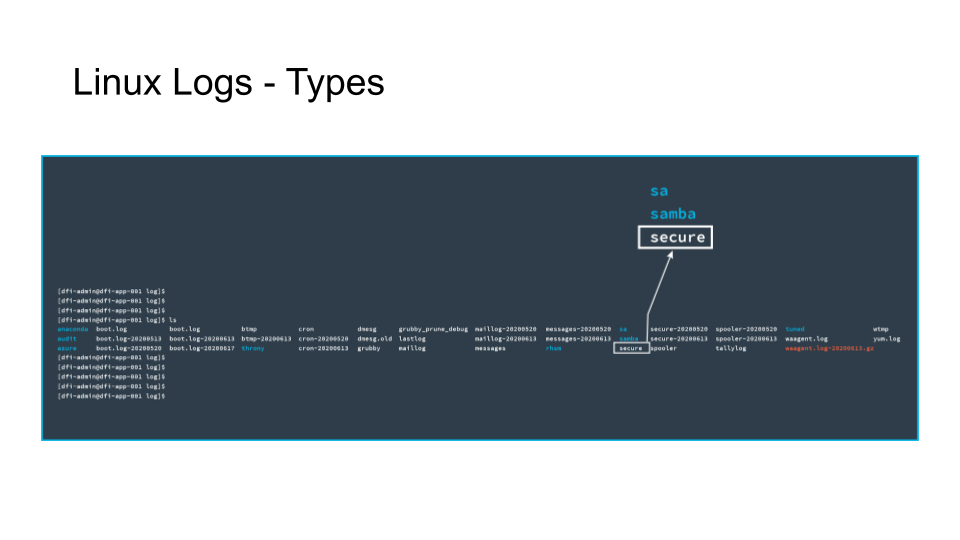 Linux Logs - Types
sa
samba
secure
[dfi-admin@dfi-app-001 log]$
[dfi-admin@dfi-app-001 log]$
[dfi-admin@dfi-app-001 log]$
[dfi-admin@dfi-app-001 log]$ ls
anaconda boot.log boot.log btmp cron dmesg grubby_prune_debug maillog-20200520 messages-20200520 sa secure-20200520 spooler-20200520 tuned wtmp
audit boot.log-20200513 boot.log-20200613 btmp-20200613 cron-20200520 dmesg.old lastlog maillog-20200613 messages-20200613 samba secure-20200613 spooler-20200613 waagent.log yum.log
azure boot.log-20200520 boot.log-20200617 chrony cron-20200613 grubby maillog messages rhsm secure spooler tallylog waagent.log-20200613.gz
[dfi-admin@dfi-app-001 log]$
[dfi-admin@dfi-app-001 log]$
[dfi-admin@dfi-app-001 log]$
[dfi-admin@dfi-app-001 log]$
[dfi-admin@dfi-app-001 log]$